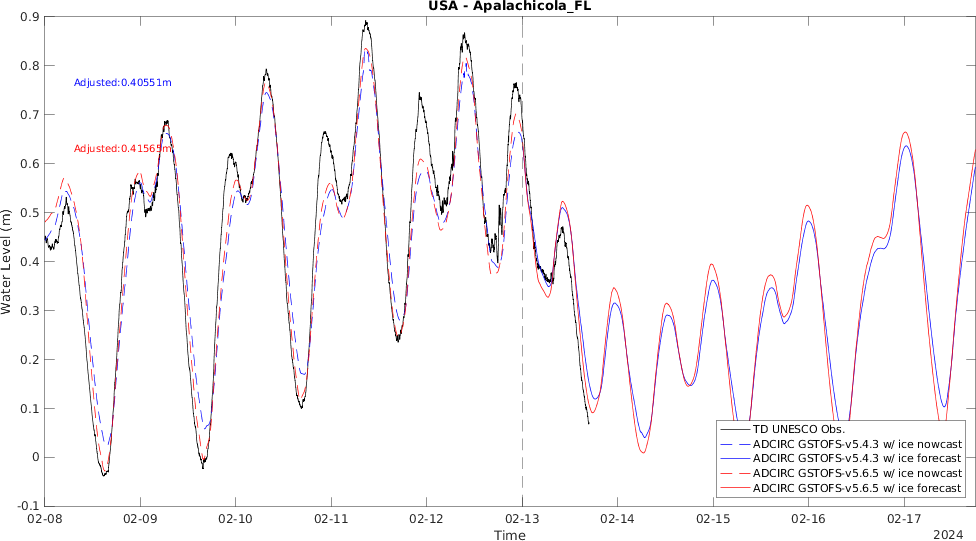 USA - Apalachicola_FL
0.9
0.8
0.7
0.6
0.5
0.4
0.3
0.2
0.1
0
-0.1
Water Level (m)
Adjusted:0.40551m
Adjusted:0.41565m
TD UNESCO Obs.
ADCIRC GSTOFS-v5.4.3 w/ ice nowcast
ADCIRC GSTOFS-v5.4.3 w/ ice forecast
ADCIRC GSTOFS-v5.6.5 w/ ice nowcast
ADCIRC GSTOFS-v5.6.5 w/ ice forecast
02-08 02-09 02-10 02-11 02-12 02-13 02-14 02-15 02-16 02-17
Time
2024